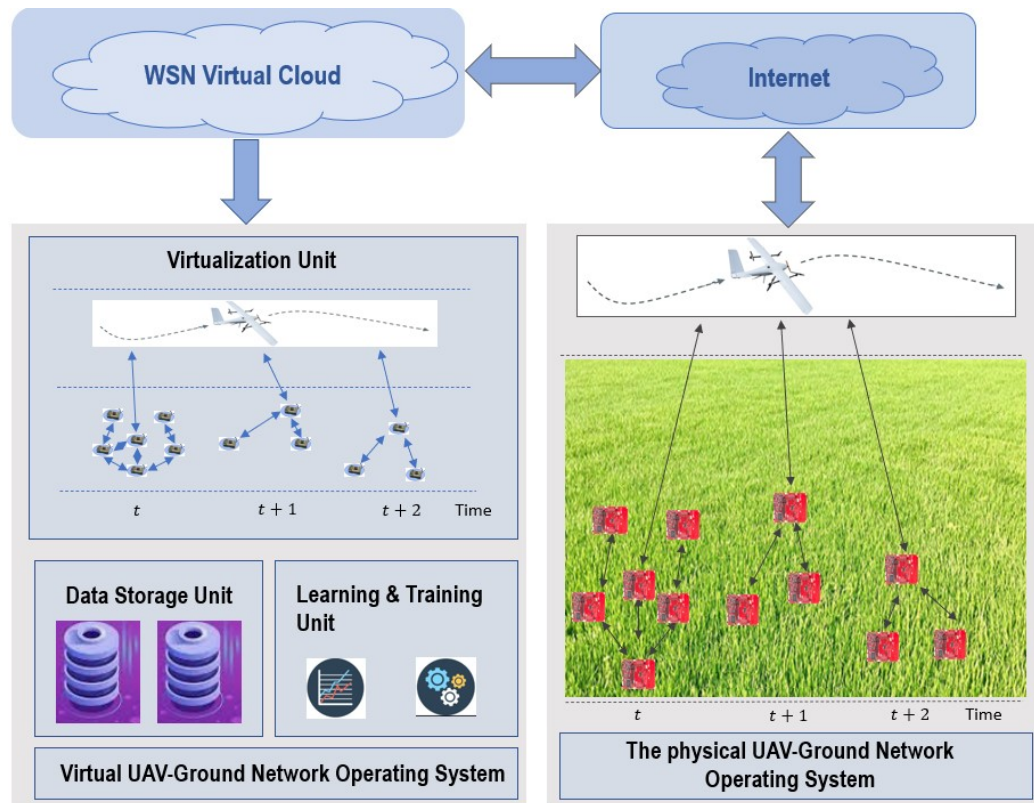 WSN Virtual Cloud
Internet
Virtualization Unit
t
t + 1
t + 2
Time
Data Storage Unit
Learning & Training
Unit
Virtual UAV-Ground Network Operating System
t
t + 1
t + 2
Time
The physical UAV-Ground Network
Operating System